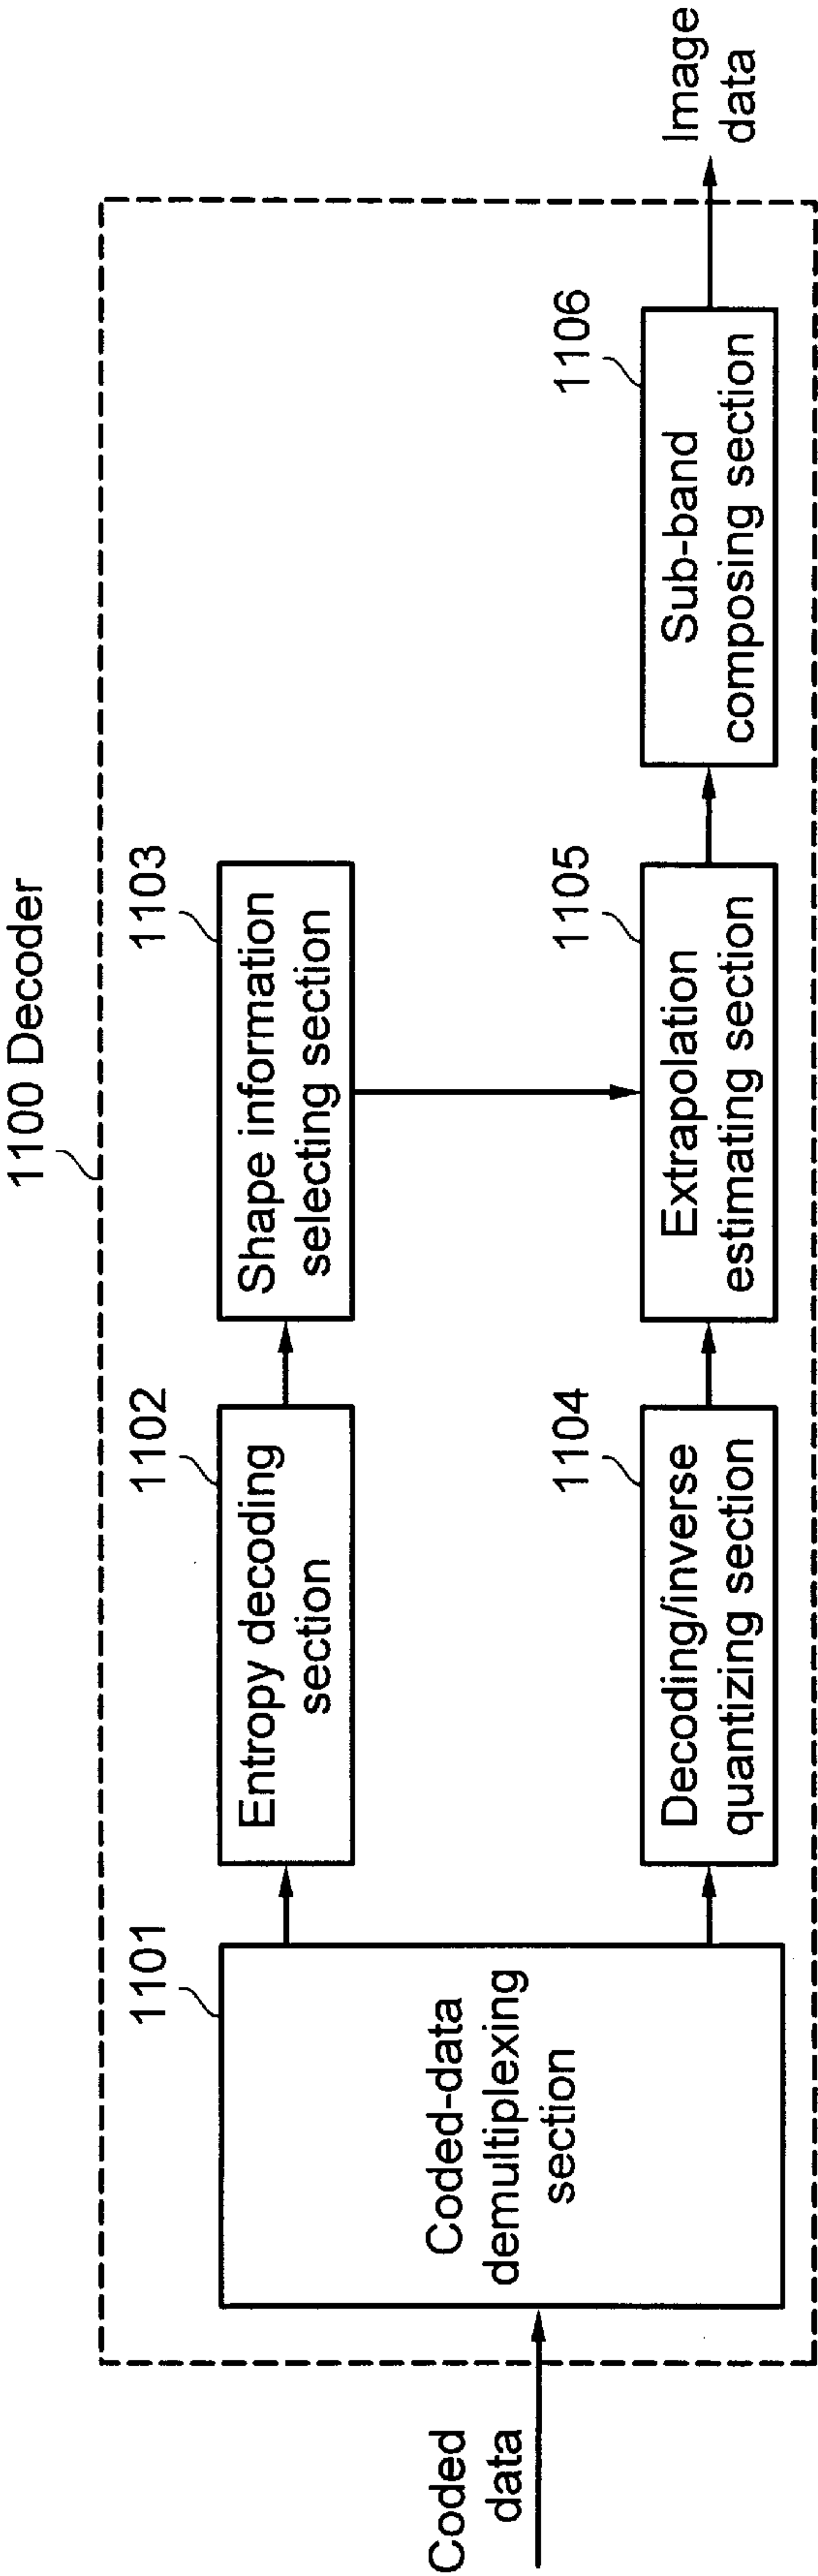 1100 Decoder
Coded
data
1101
Coded-data
demultiplexing
section
1102
Entropy decoding
section
1103
Shape information
selecting section
1104
Decoding/inverse
quantizing section
1105
Extrapolation
estimating section
1106
Sub-band
composing section
Image
data